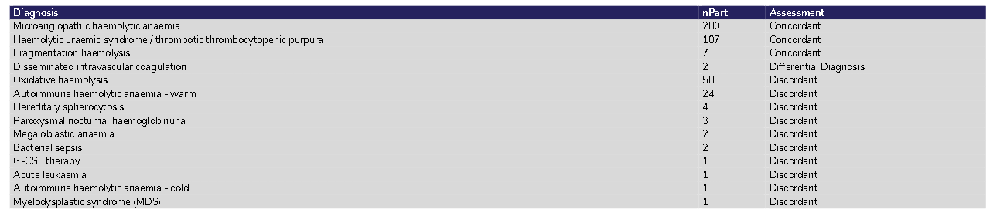 Diagnosis nPart Assessment
Microangiopathic haemolytic anaemia 280 Concordant
Haemolytic uraemic syndrome / thrombotic thrombocytopenic purpura 107 Concordant
Fragmentation haemolysis 7 Concordant
Disseminated intravascular coagulation 2 Differential Diagnosis
Oxidative haemolysis 58 Discordant
Autoimmune haemolytic anaemia - warm 24 Discordant
Hereditary spherocytosis 4 Discordant
Paroxysmal nocturnal haemoglobinuria 3 Discordant
Megaloblastic anaemia 2 Discordant
Bacterial sepsis 2 Discordant
G-CSF therapy 1 Discordant
Acute leukaemia 1 Discordant
Autoimmune haemolytic anaemia - cold 1 Discordant
Myelodysplastic syndrome (MDS) 1 Discordant